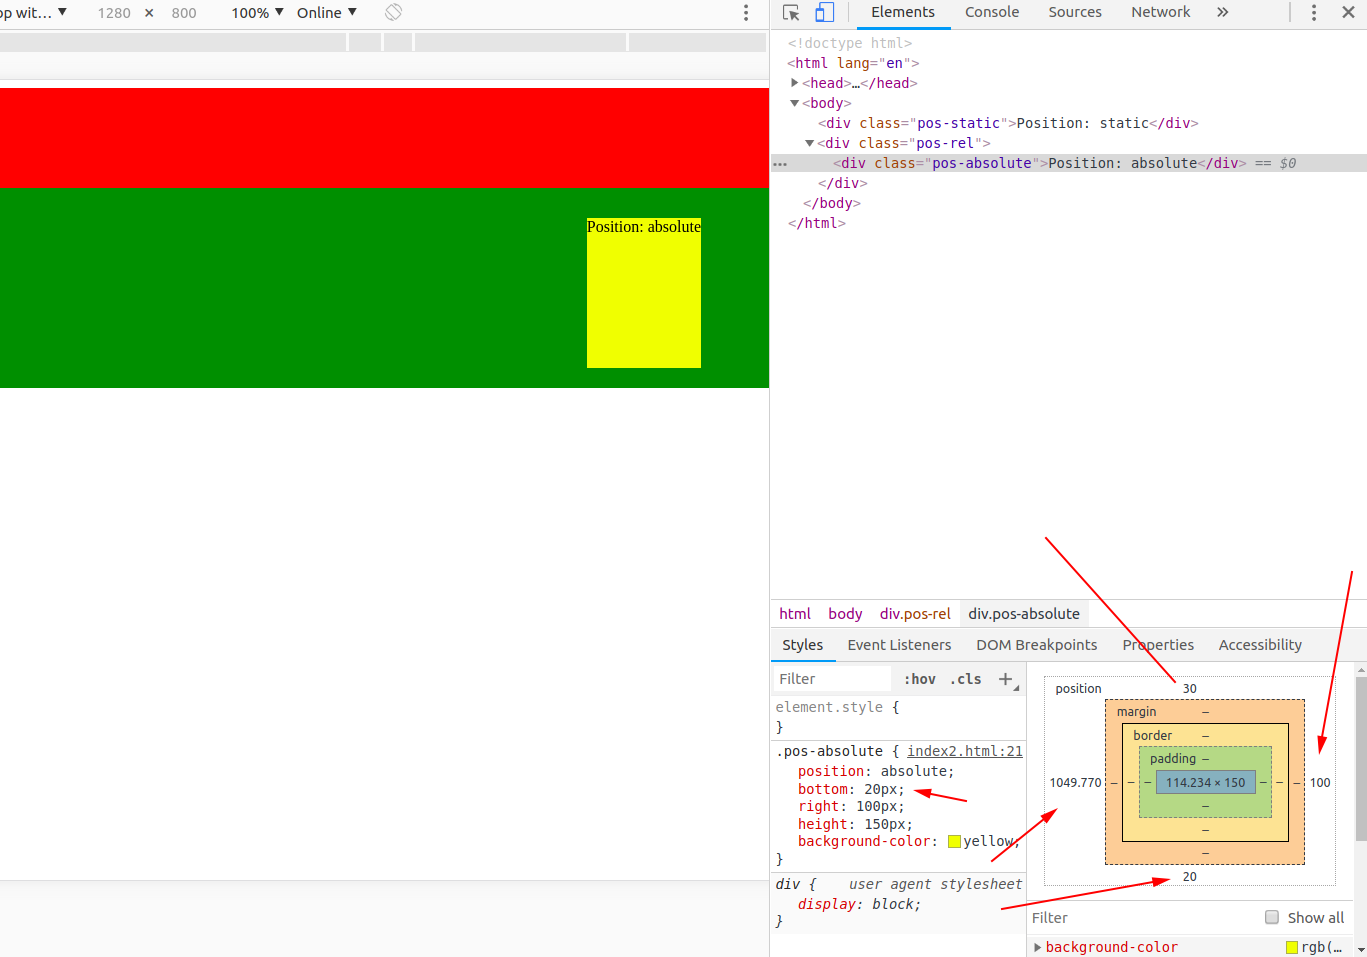 op wit… ▼ 1280 × 800 100% ▼ Online ▼
Elements Console Sources Network »
<!doctype html>
<html lang="en">
<head>…</head>
<body>
<div class="pos-static">Position: static</div>
<div class="pos-rel">
<div class="pos-absolute">Position: absolute</div> == $0
</div>
</body>
</html>
Position: absolute
html body div.pos-rel div.pos-absolute
Styles Event Listeners DOM Breakpoints Properties Accessibility
Filter :hov .cls +
element.style {
}
.pos-absolute { index2.html:21
position: absolute;
bottom: 20px;
right: 100px;
height: 150px;
background-color: yellow;
}
div { user agent stylesheet
display: block;
}
position 30
margin –
border –
padding –
1049.770 – – – 114.234 × 150 – – – 100
–
–
–
20
Filter Show all
background-color rgb(…